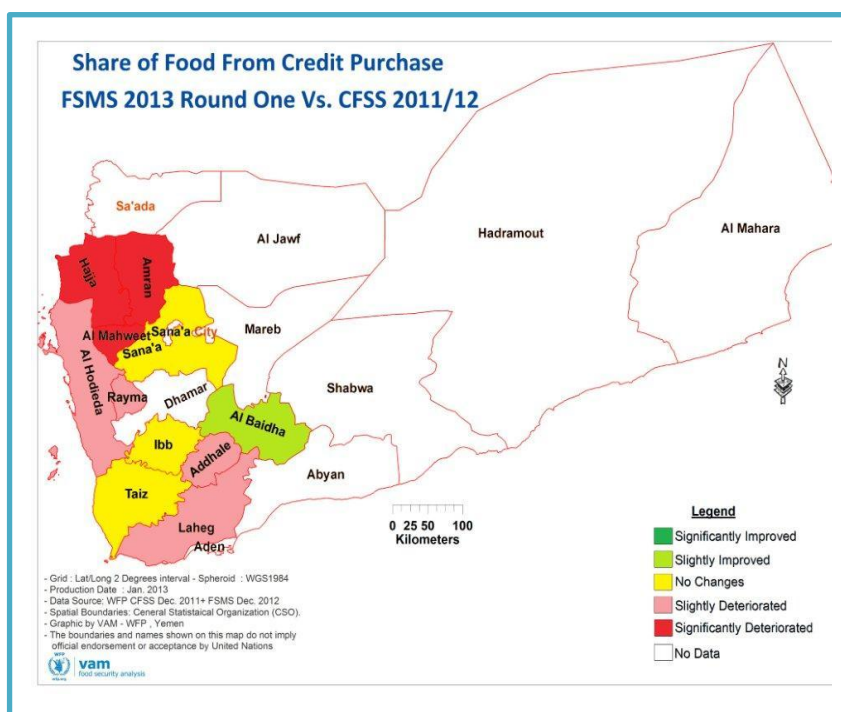 Share of Food From Credit Purchase
FSMS 2013 Round One Vs. CFSS 2011/12
Sa'ada
Al Jawf
Hadramout
Al Mahara
Hajja
Amran
Al Mahweet
Sana'a City
Sana'a
Mareb
Al Hodieda
Rayma
Dhamar
Shabwa
Al Baidha
Ibb
Addhale
Abyan
Taiz
Laheg
Aden
N
0 25 50 100
Kilometers
Legend
Significantly Improved
Slightly Improved
No Changes
Slightly Deteriorated
Significantly Deteriorated
No Data
- Grid : Lat/Long 2 Degrees interval - Spheroid : WGS1984
- Production Date : Jan. 2013
- Data Source: WFP CFSS Dec. 2011+ FSMS Dec. 2012
- Spatial Boundaries: Ceneral Statistaical Organization (CSO).
- Graphic by VAM - WFP , Yemen
- The boundaries and names shown on this map do not imply
official endorsement or acceptance by United Nations
WFP
vam
food security analysis